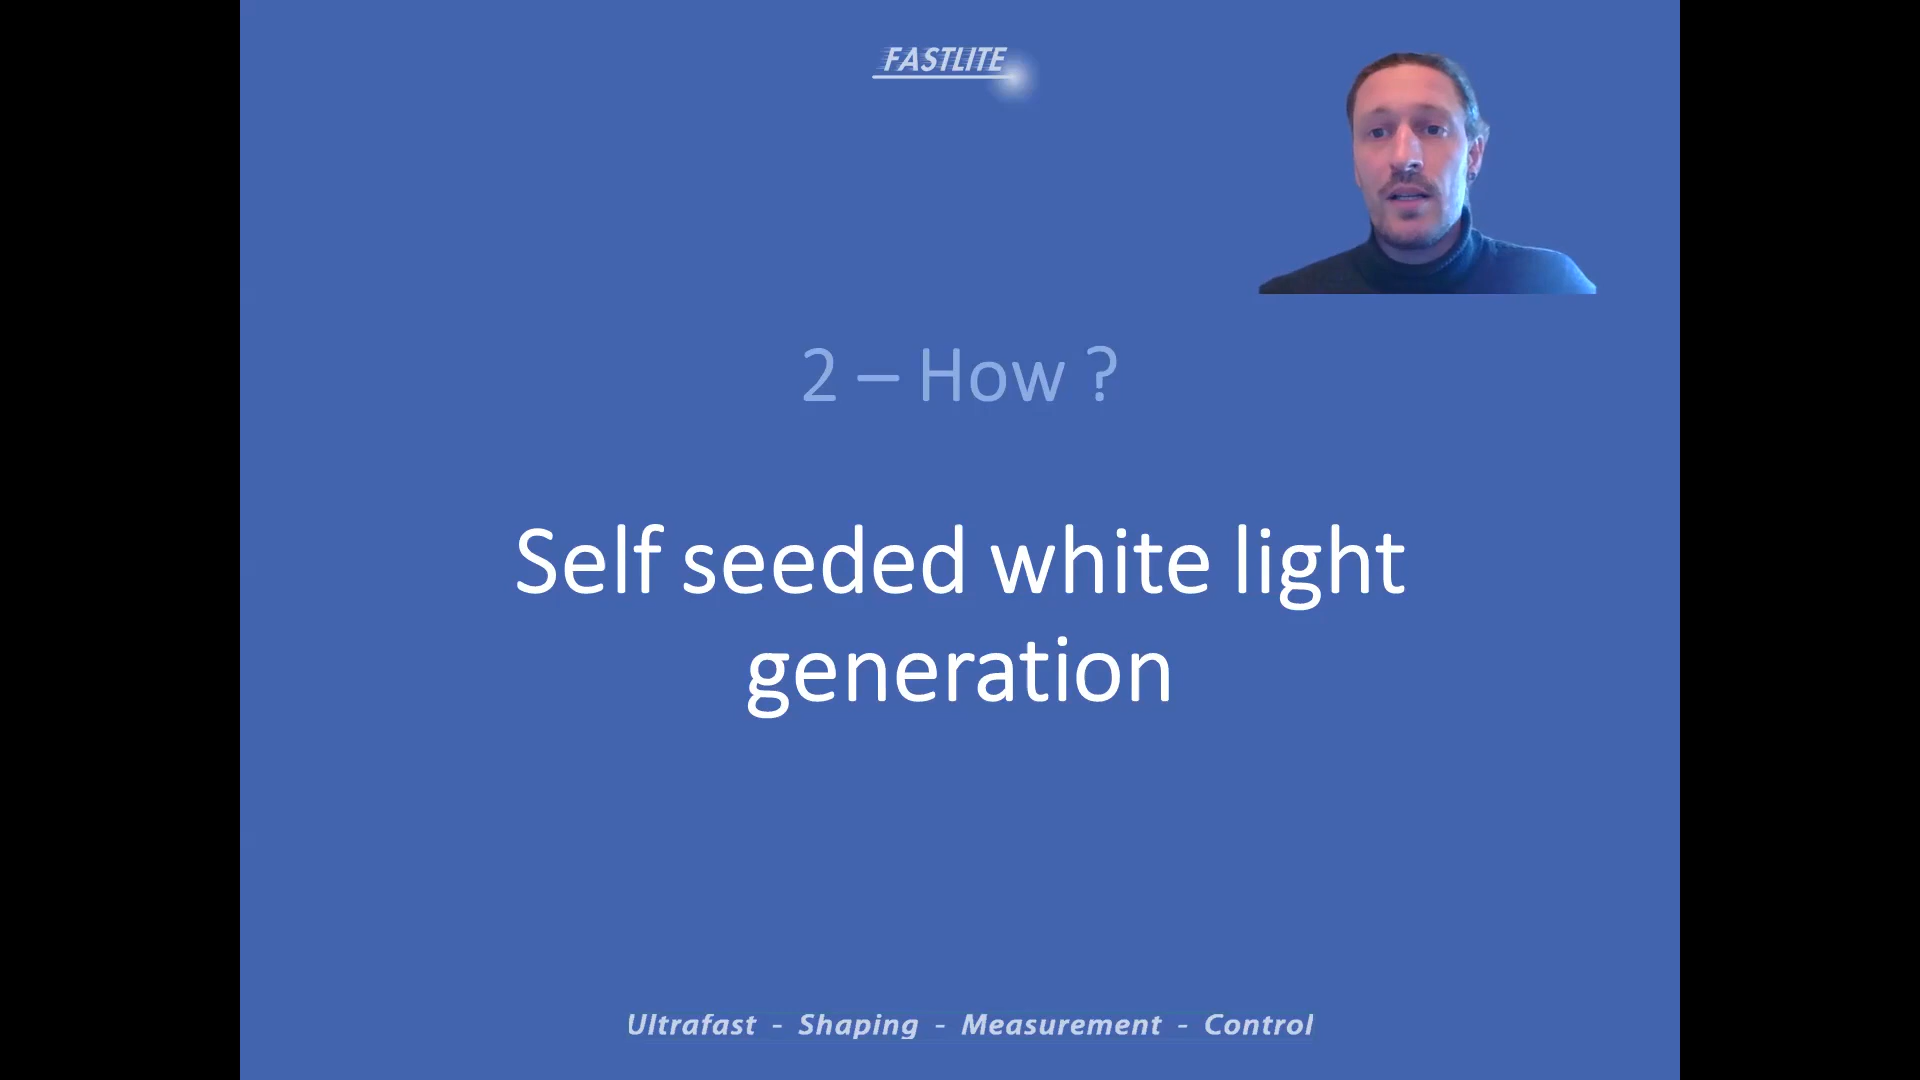 FASTLITE
2 – How ?
Self seeded white light
generation
Ultrafast - Shaping - Measurement - Control